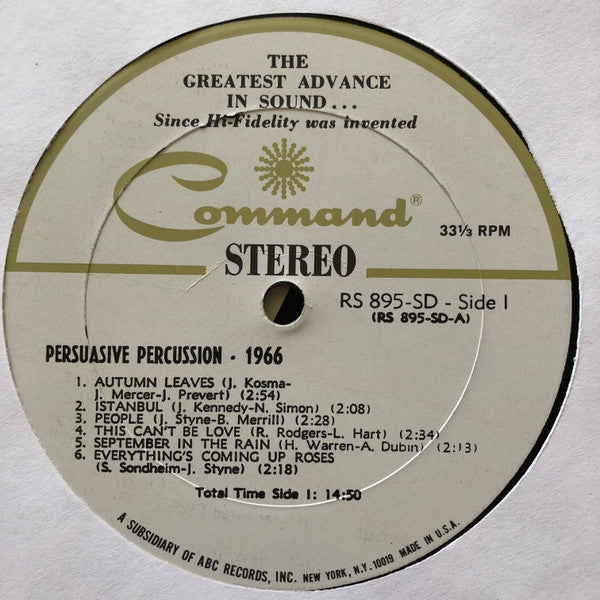 THE
GREATEST ADVANCE
IN SOUND...
Since Hi-Fidelity was invented
Command®
33⅓ RPM
STEREO
RS 895-SD - Side 1
(RS 895-SD-A)
PERSUASIVE PERCUSSION - 1966
1. AUTUMN LEAVES (J. Kosma-
J. Mercer-J. Prevert) (2:54)
2. ISTANBUL (J. Kennedy-N. Simon) (2:08)
3. PEOPLE (J. Styne-B. Merrill) (2:28)
4. THIS CAN'T BE LOVE (R. Rodgers-L. Hart) (2:34)
5. SEPTEMBER IN THE RAIN (H. Warren-A. Dubin) (2:13)
6. EVERYTHING'S COMING UP ROSES
(S. Sondheim-J. Styne) (2:18)
Total Time Side 1: 14:50
A SUBSIDIARY OF ABC RECORDS, INC. NEW YORK, N.Y. 10019 MADE IN U.S.A.